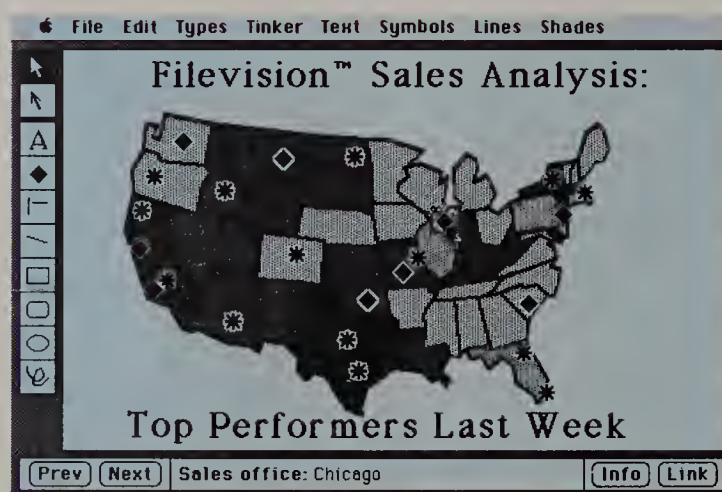 File Edit Types Tinker Text Symbols Lines Shades
Filevision™ Sales Analysis:
A
Top Performers Last Week
Prev Next Sales office: Chicago Info Link